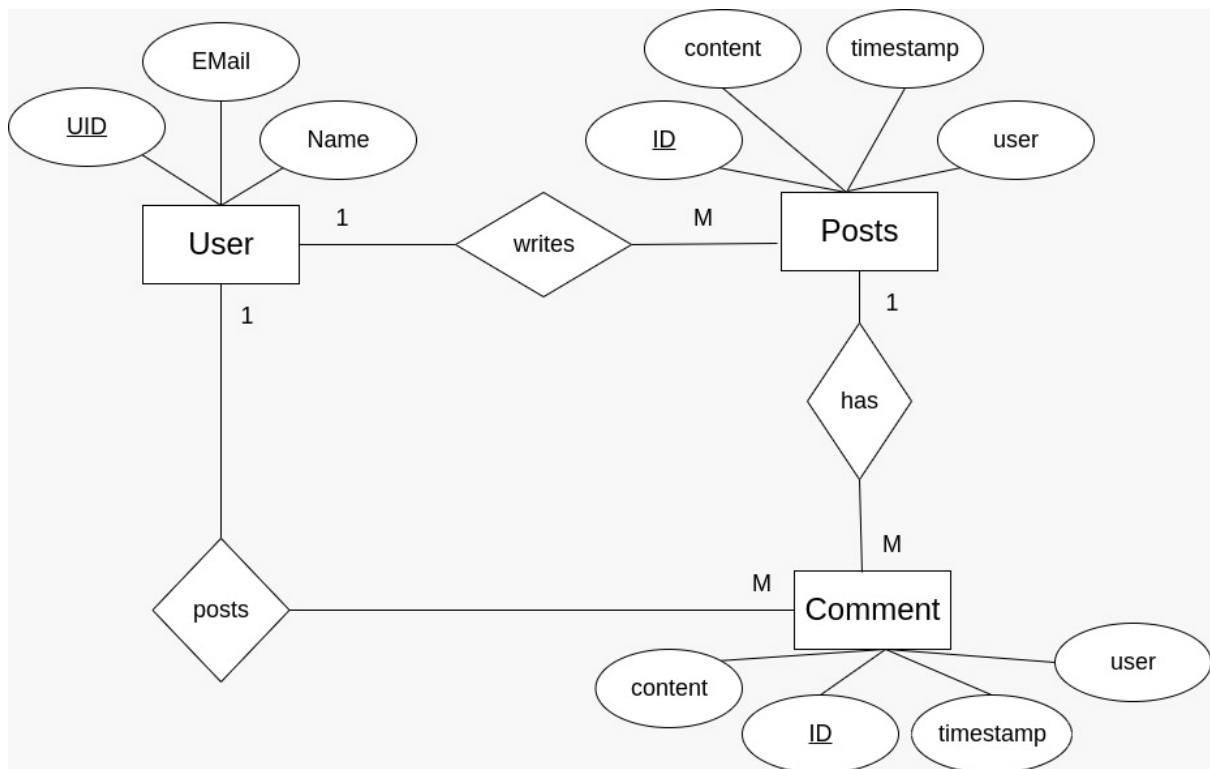 content
timestamp
EMail
UID
Name
ID
user
User
1
writes
M
Posts
1
1
has
M
M
posts
Comment
content
user
ID
timestamp